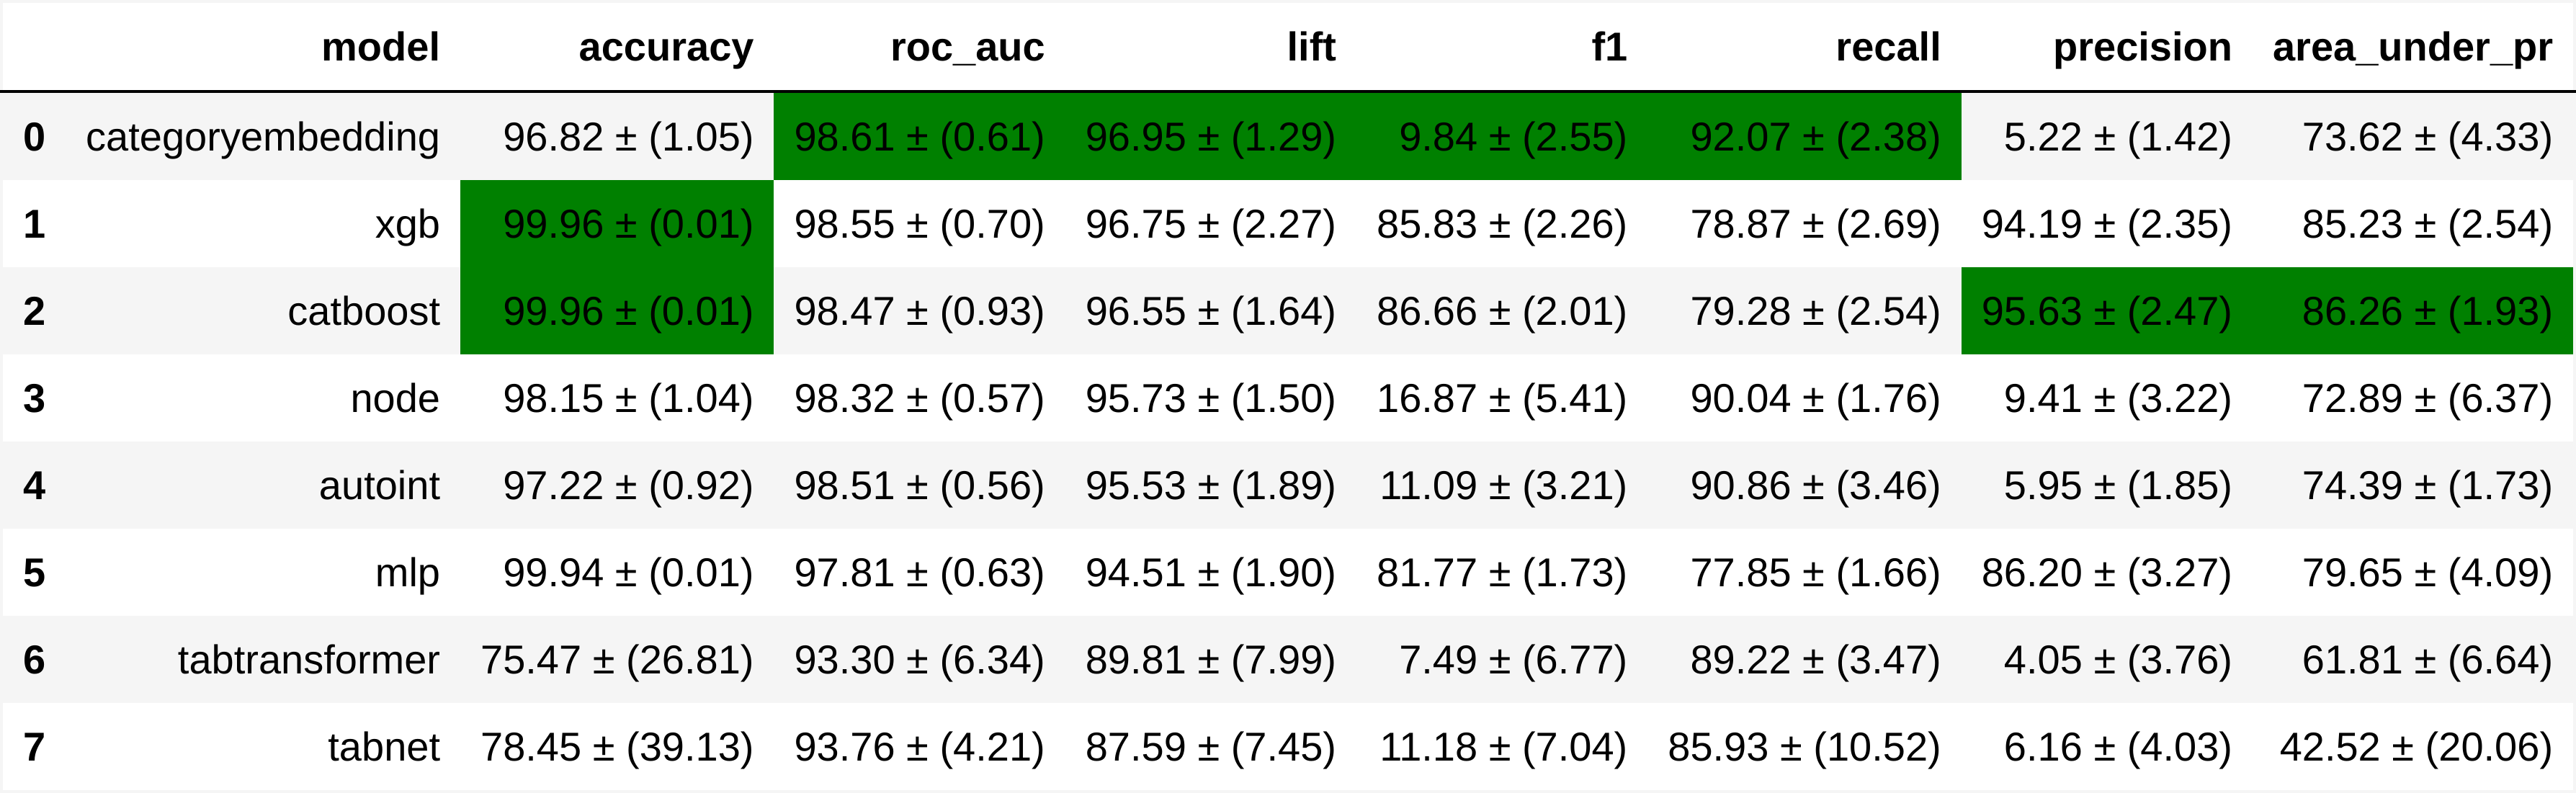 model accuracy roc_auc lift f1 recall precision area_under_pr
0 categoryembedding 96.82 ± (1.05) 98.61 ± (0.61) 96.95 ± (1.29) 9.84 ± (2.55) 92.07 ± (2.38) 5.22 ± (1.42) 73.62 ± (4.33)
1 xgb 99.96 ± (0.01) 98.55 ± (0.70) 96.75 ± (2.27) 85.83 ± (2.26) 78.87 ± (2.69) 94.19 ± (2.35) 85.23 ± (2.54)
2 catboost 99.96 ± (0.01) 98.47 ± (0.93) 96.55 ± (1.64) 86.66 ± (2.01) 79.28 ± (2.54) 95.63 ± (2.47) 86.26 ± (1.93)
3 node 98.15 ± (1.04) 98.32 ± (0.57) 95.73 ± (1.50) 16.87 ± (5.41) 90.04 ± (1.76) 9.41 ± (3.22) 72.89 ± (6.37)
4 autoint 97.22 ± (0.92) 98.51 ± (0.56) 95.53 ± (1.89) 11.09 ± (3.21) 90.86 ± (3.46) 5.95 ± (1.85) 74.39 ± (1.73)
5 mlp 99.94 ± (0.01) 97.81 ± (0.63) 94.51 ± (1.90) 81.77 ± (1.73) 77.85 ± (1.66) 86.20 ± (3.27) 79.65 ± (4.09)
6 tabtransformer 75.47 ± (26.81) 93.30 ± (6.34) 89.81 ± (7.99) 7.49 ± (6.77) 89.22 ± (3.47) 4.05 ± (3.76) 61.81 ± (6.64)
7 tabnet 78.45 ± (39.13) 93.76 ± (4.21) 87.59 ± (7.45) 11.18 ± (7.04) 85.93 ± (10.52) 6.16 ± (4.03) 42.52 ± (20.06)